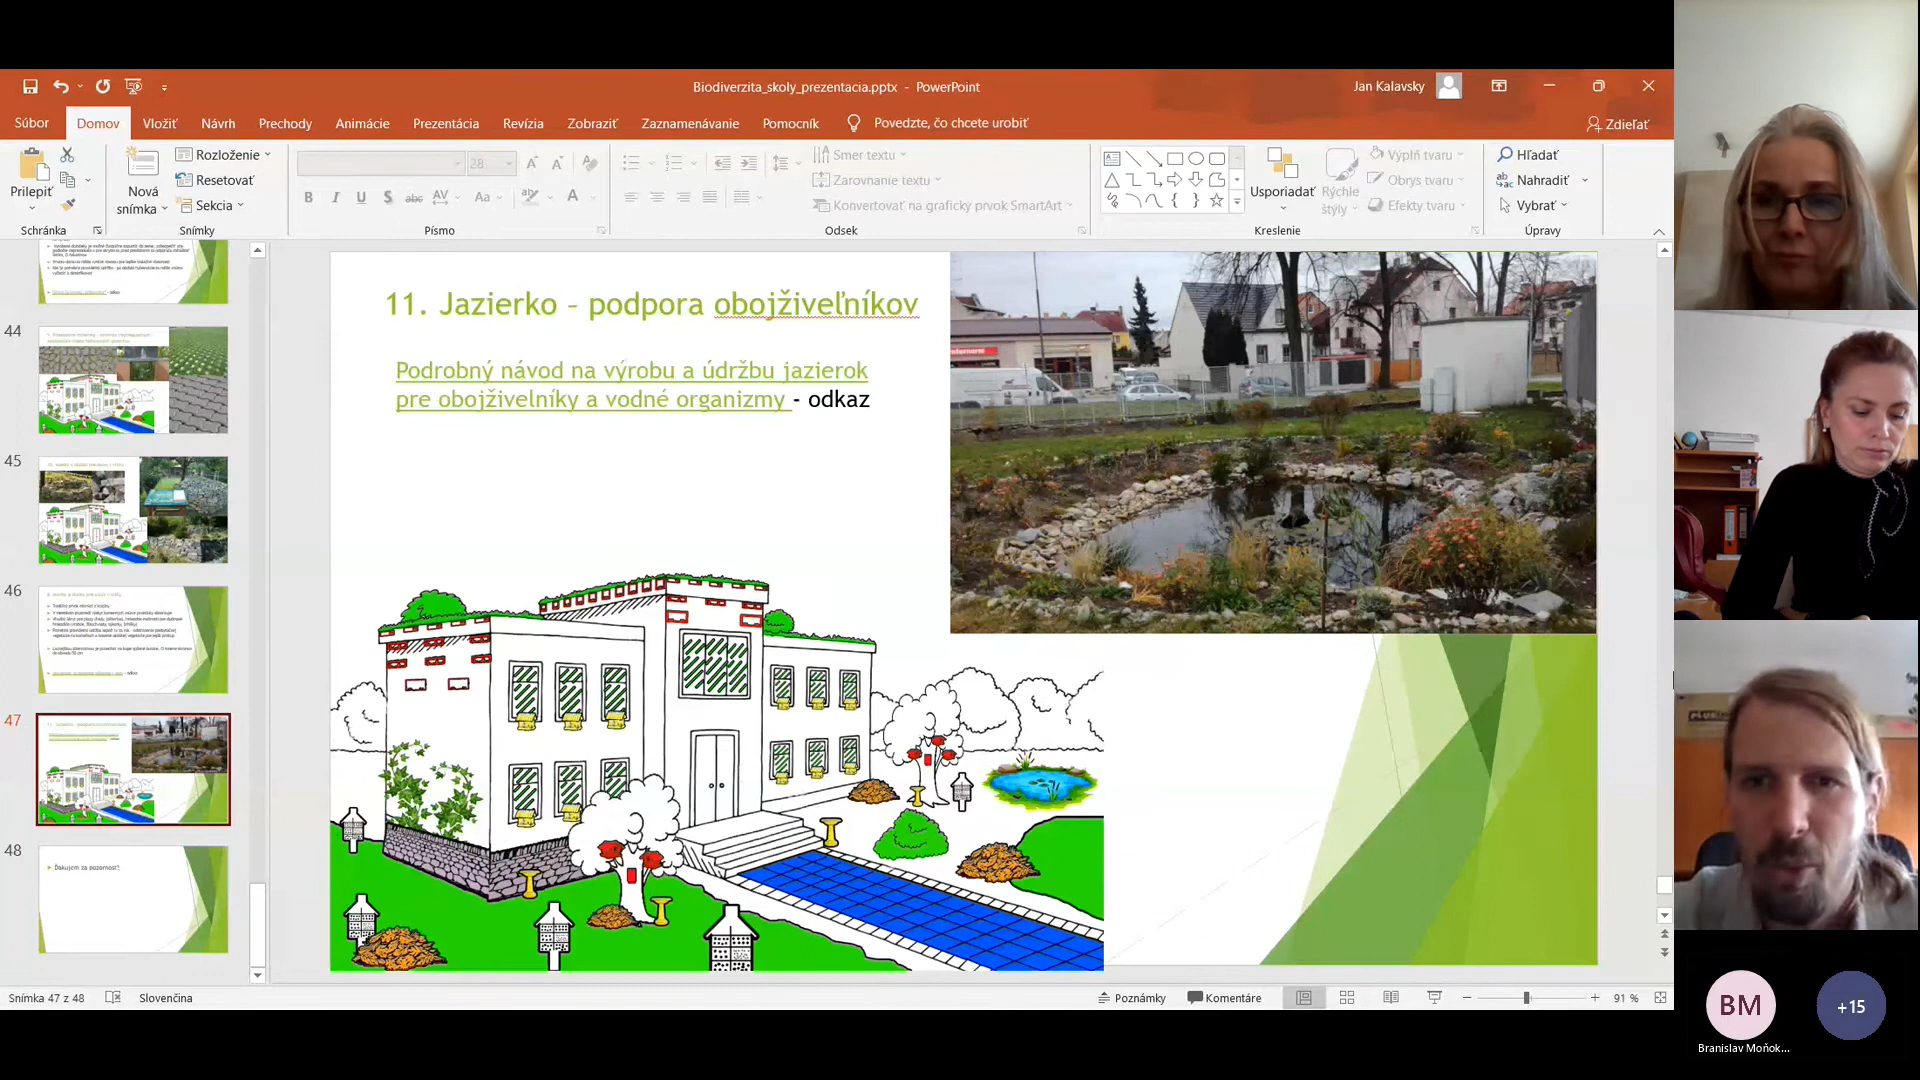 Biodiverzita_skoly_prezentacia.pptx - PowerPoint
Jan Kalavsky
Súbor
Domov
Vložiť
Návrh
Prechody
Animácie
Prezentácia
Revízia
Zobraziť
Zaznamenávanie
Pomocník
Povedzte, čo chcete urobiť
Zdieľať
Prilepiť
Schránka
Nová
snímka
Rozloženie
Resetovať
Sekcia
Snímky
28
Písmo
Smer textu
Zarovnanie textu
Konvertovať na grafický prvok SmartArt
Odsek
Usporiadať
Rýchle
štýly
Výplň tvaru
Obrys tvaru
Efekty tvaru
Kreslenie
Hľadať
Nahradiť
Vybrať
Úpravy
44
45
46
47
48
Ďakujem za pozornosť!
11. Jazierko – podpora obojživeľníkov
Podrobný návod na výrobu a údržbu jazierok
pre obojživelníky a vodné organizmy - odkaz
Snímka 47 z 48
Slovenčina
Poznámky
Komentáre
91 %
BM
Branislav Moňok...
+15